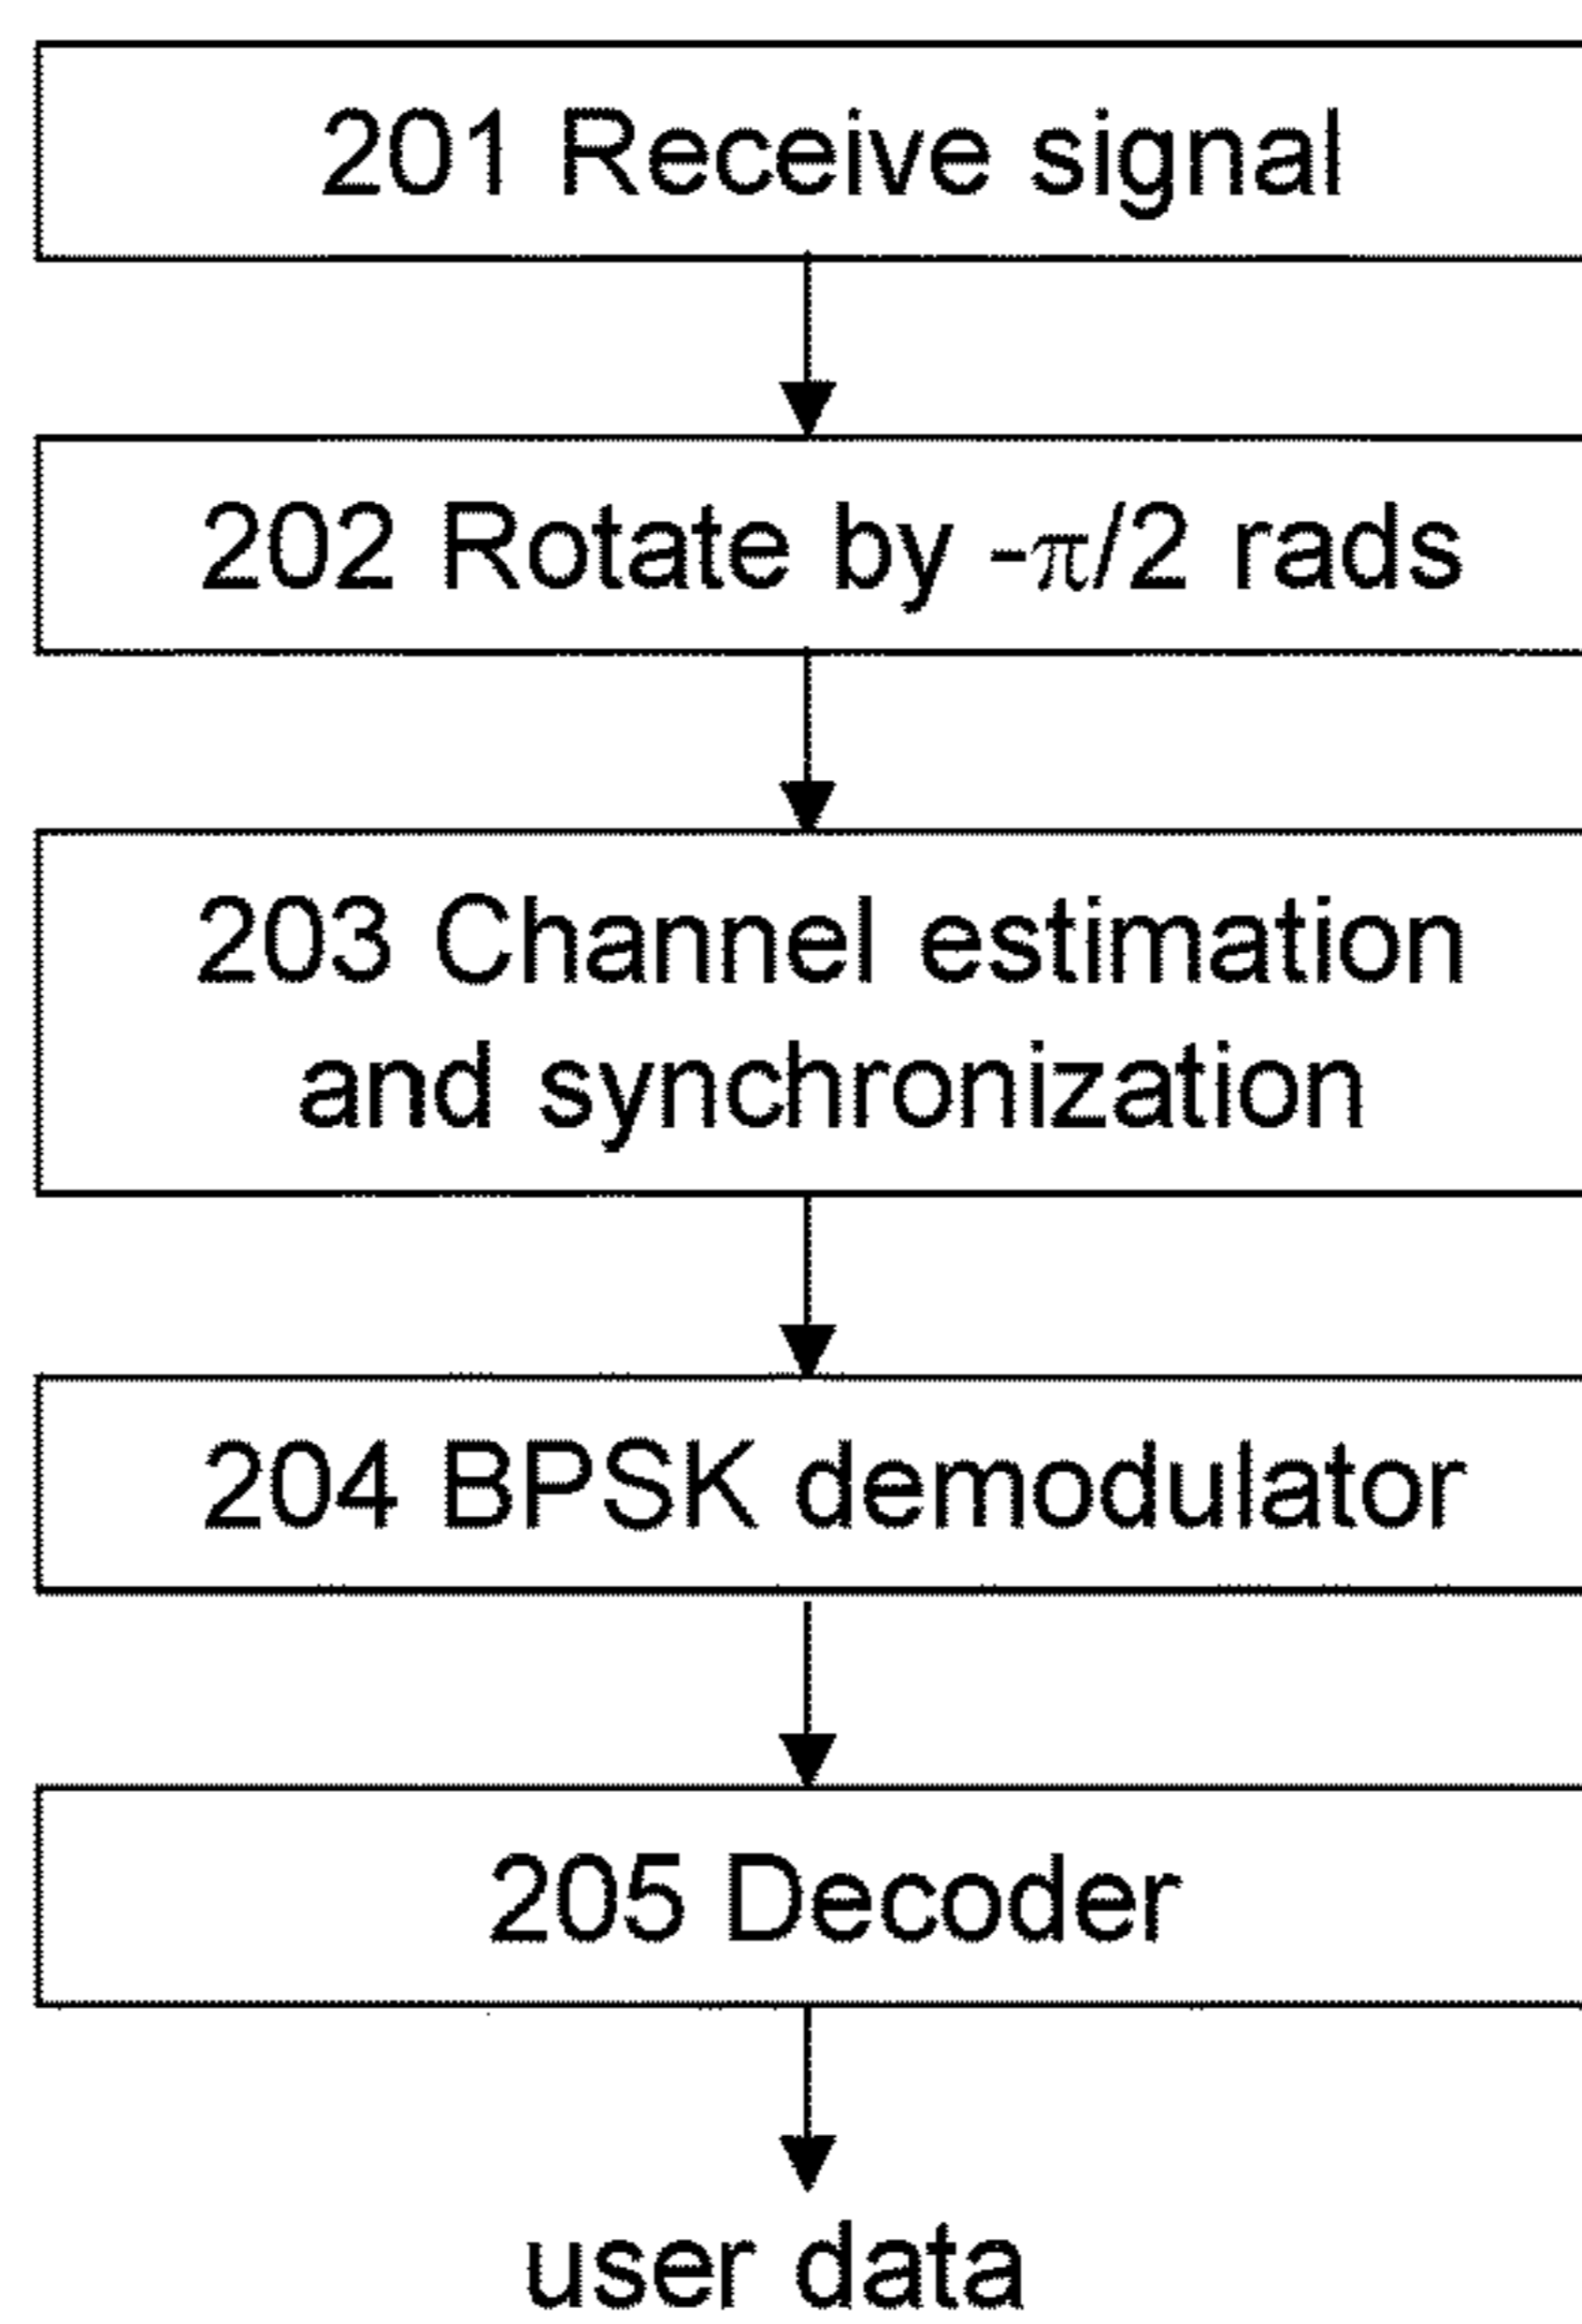 201 Receive signal
202 Rotate by -π/2 rads
203 Channel estimation
and synchronization
204 BPSK demodulator
205 Decoder
user data